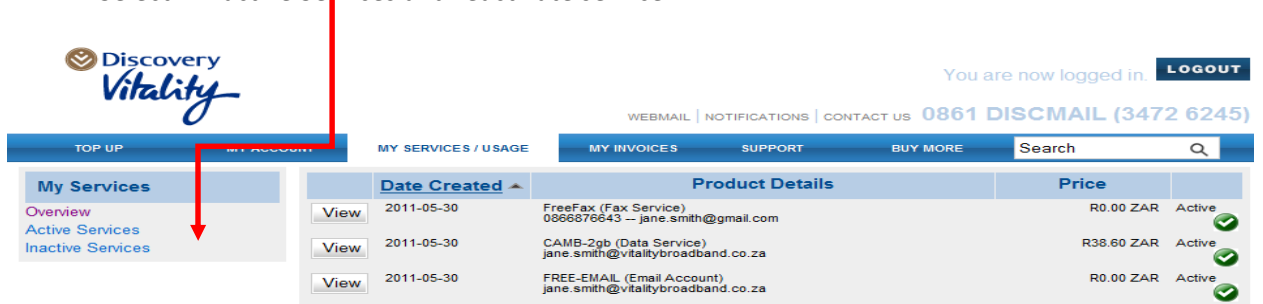 Discovery
Vitality
You are now logged in. LOGOUT
WEBMAIL | NOTIFICATIONS | CONTACT US 0861 DISCMAIL (3472 6245)
TOP UP MY ACCOUNT MY SERVICES / USAGE MY INVOICES SUPPORT BUY MORE Search
My Services
Overview
Active Services
Inactive Services
Date Created Product Details Price
View 2011-05-30 FreeFax (Fax Service) R0.00 ZAR Active
0866876643 -- jane.smith@gmail.com
View 2011-05-30 CAMB-2gb (Data Service) R38.60 ZAR Active
jane.smith@vitalitybroadband.co.za
View 2011-05-30 FREE-EMAIL (Email Account) R0.00 ZAR Active
jane.smith@vitalitybroadband.co.za